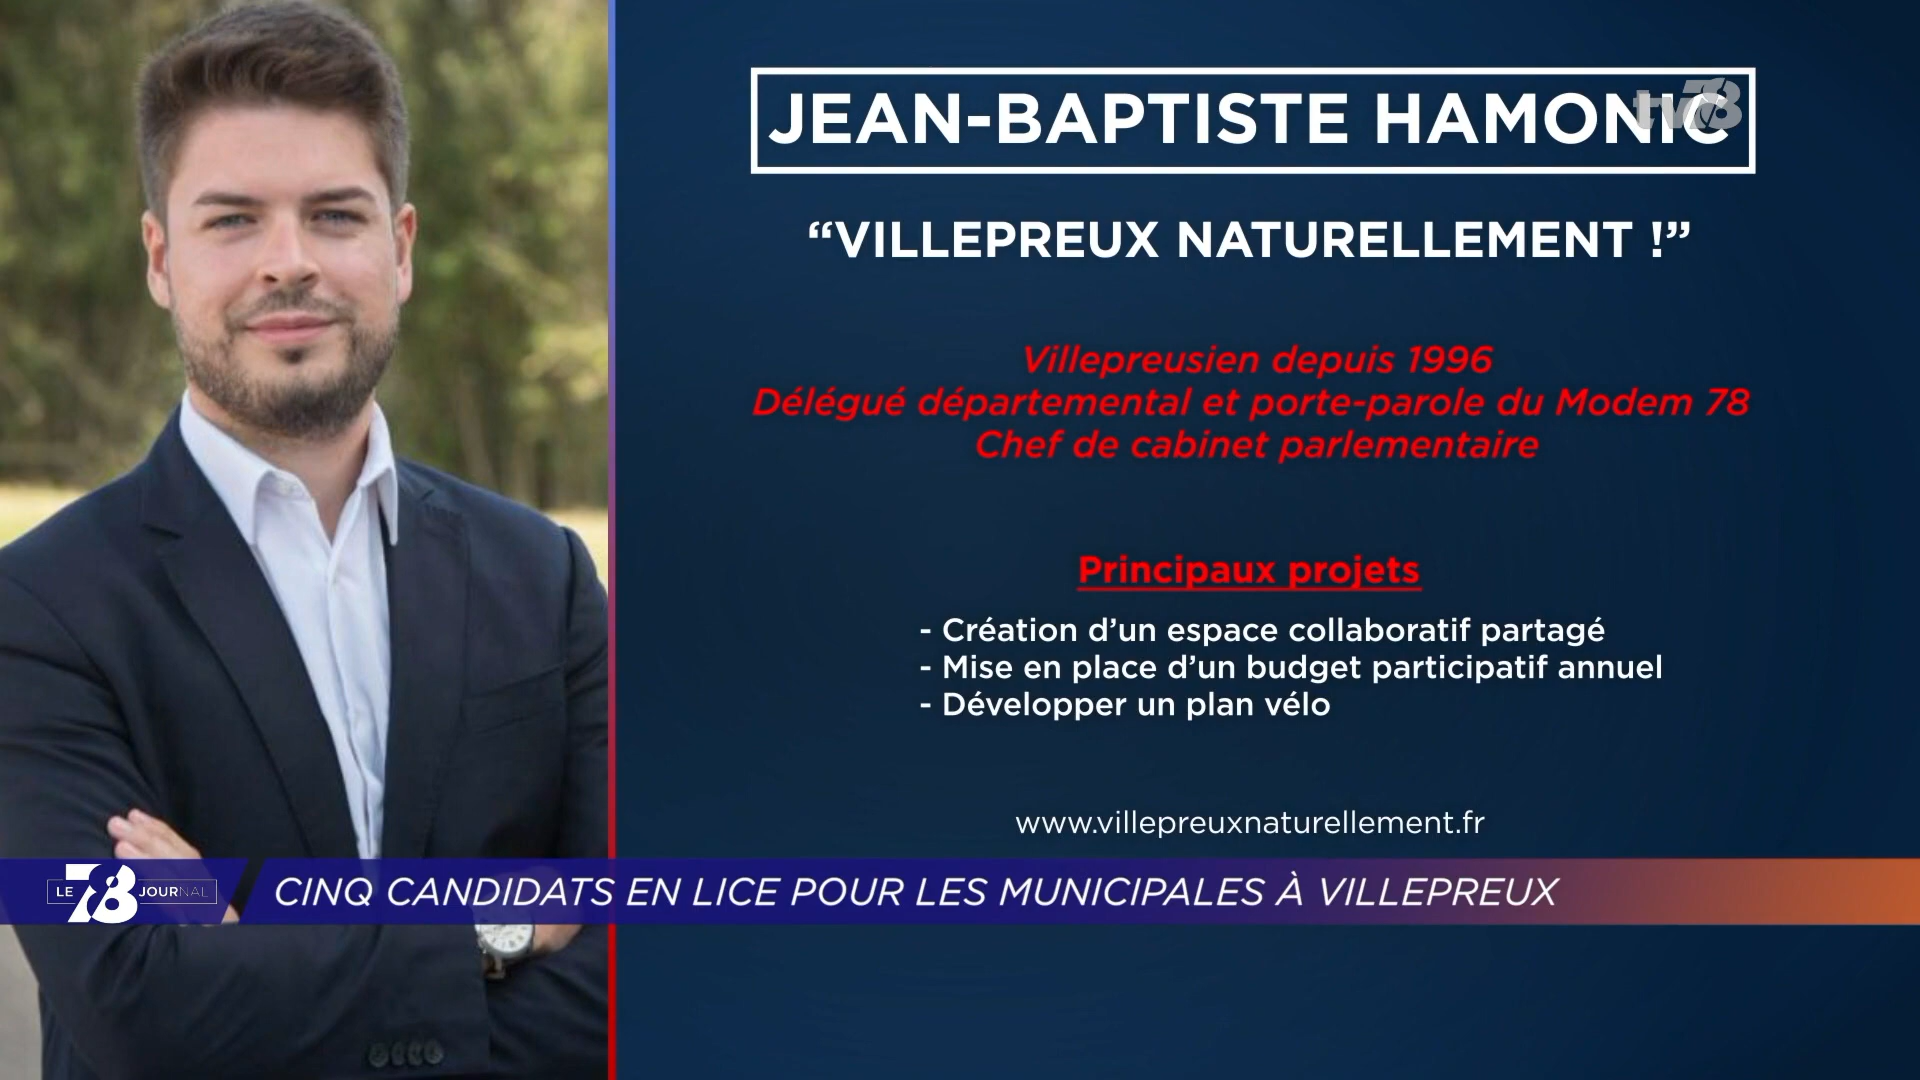 JEAN-BAPTISTE HAMONIC
tv78
“VILLEPREUX NATURELLEMENT !”
Villepreusien depuis 1996
Délégué départemental et porte-parole du Modem 78
Chef de cabinet parlementaire
Principaux projets
- Création d’un espace collaboratif partagé
- Mise en place d’un budget participatif annuel
- Développer un plan vélo
www.villepreuxnaturellement.fr
LE 78 JOURNAL
CINQ CANDIDATS EN LICE POUR LES MUNICIPALES À VILLEPREUX